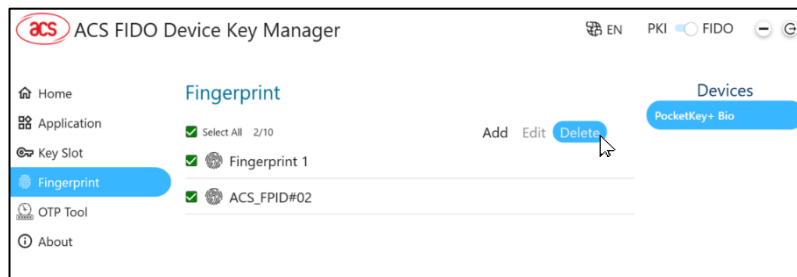 acs ACS FIDO Device Key Manager EN PKI FIDO
Home
Application
Key Slot
Fingerprint
OTP Tool
About
Fingerprint
Select All 2/10 Add Edit Delete
Fingerprint 1
ACS_FPID#02
Devices
PocketKey+ Bio